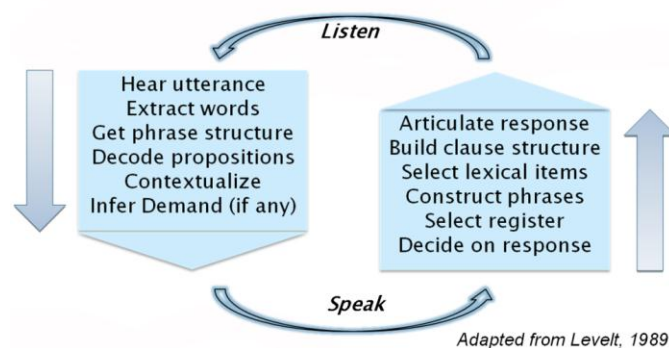 Listen
Hear utterance
Extract words
Get phrase structure
Decode propositions
Contextualize
Infer Demand (if any)
Articulate response
Build clause structure
Select lexical items
Construct phrases
Select register
Decide on response
Speak
Adapted from Levelt, 1989